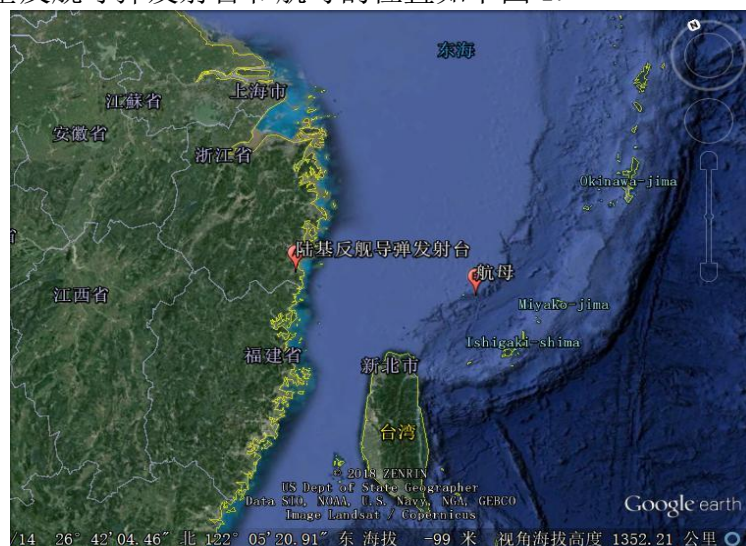 东海
N
江蘇省
上海市
安徽省
浙江省
Okinawa-jima
陆基反舰导弹发射台
航母
江西省
Miyako-jima
Ishigaki-shima
福建省
新北市
台湾
© 2018 ZENRIN
US Dept of State Geographer
Data SIO, NOAA, U.S. Navy, NGA, GEBCO
Image Landsat / Copernicus
Google earth
/14 26° 42'04.46" 北 122° 05'20.91" 东 海拔 -99 米 视角海拔高度 1352.21 公里